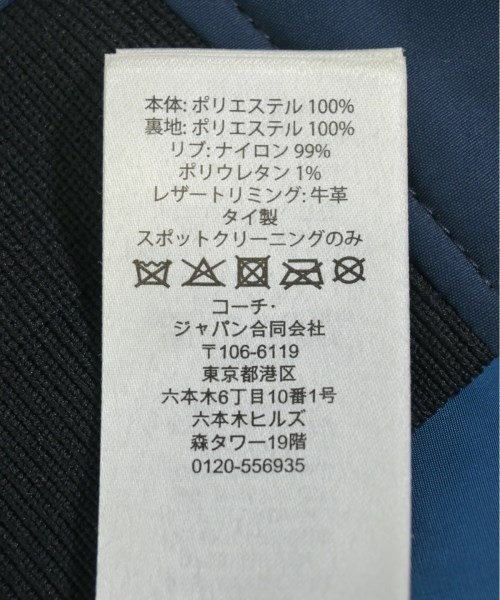 本体: ポリエステル 100%
裏地: ポリエステル 100%
リブ: ナイロン 99%
ポリウレタン 1%
レザートリミング: 牛革
タイ製
スポットクリーニングのみ
コーチ·
ジャパン合同会社
〒106-6119
東京都港区
六本木6丁目10番1号
六本木ヒルズ
森タワー19階
0120-556935